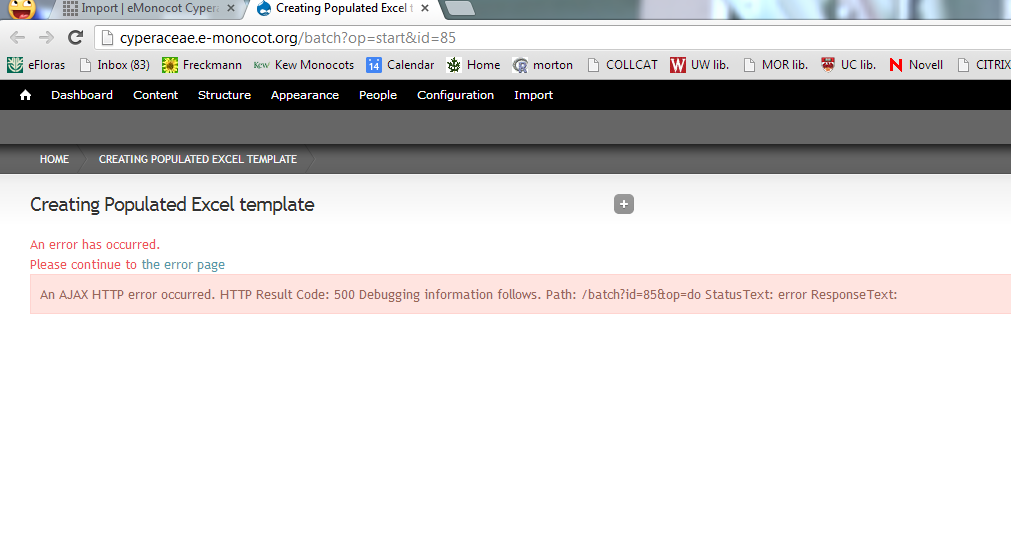 Import | eMonocot Cypera
Creating Populated Excel t
cyperaceae.e-monocot.org/batch?op=start&id=85
eFloras Inbox (83) Freckmann Kew Kew Monocots 14 Calendar Home morton COLLCAT W UW lib. MOR lib. UC lib. N Novell CITRIX
Dashboard Content Structure Appearance People Configuration Import
HOME CREATING POPULATED EXCEL TEMPLATE
Creating Populated Excel template
An error has occurred.
Please continue to the error page
An AJAX HTTP error occurred. HTTP Result Code: 500 Debugging information follows. Path: /batch?id=85&op=do StatusText: error ResponseText: